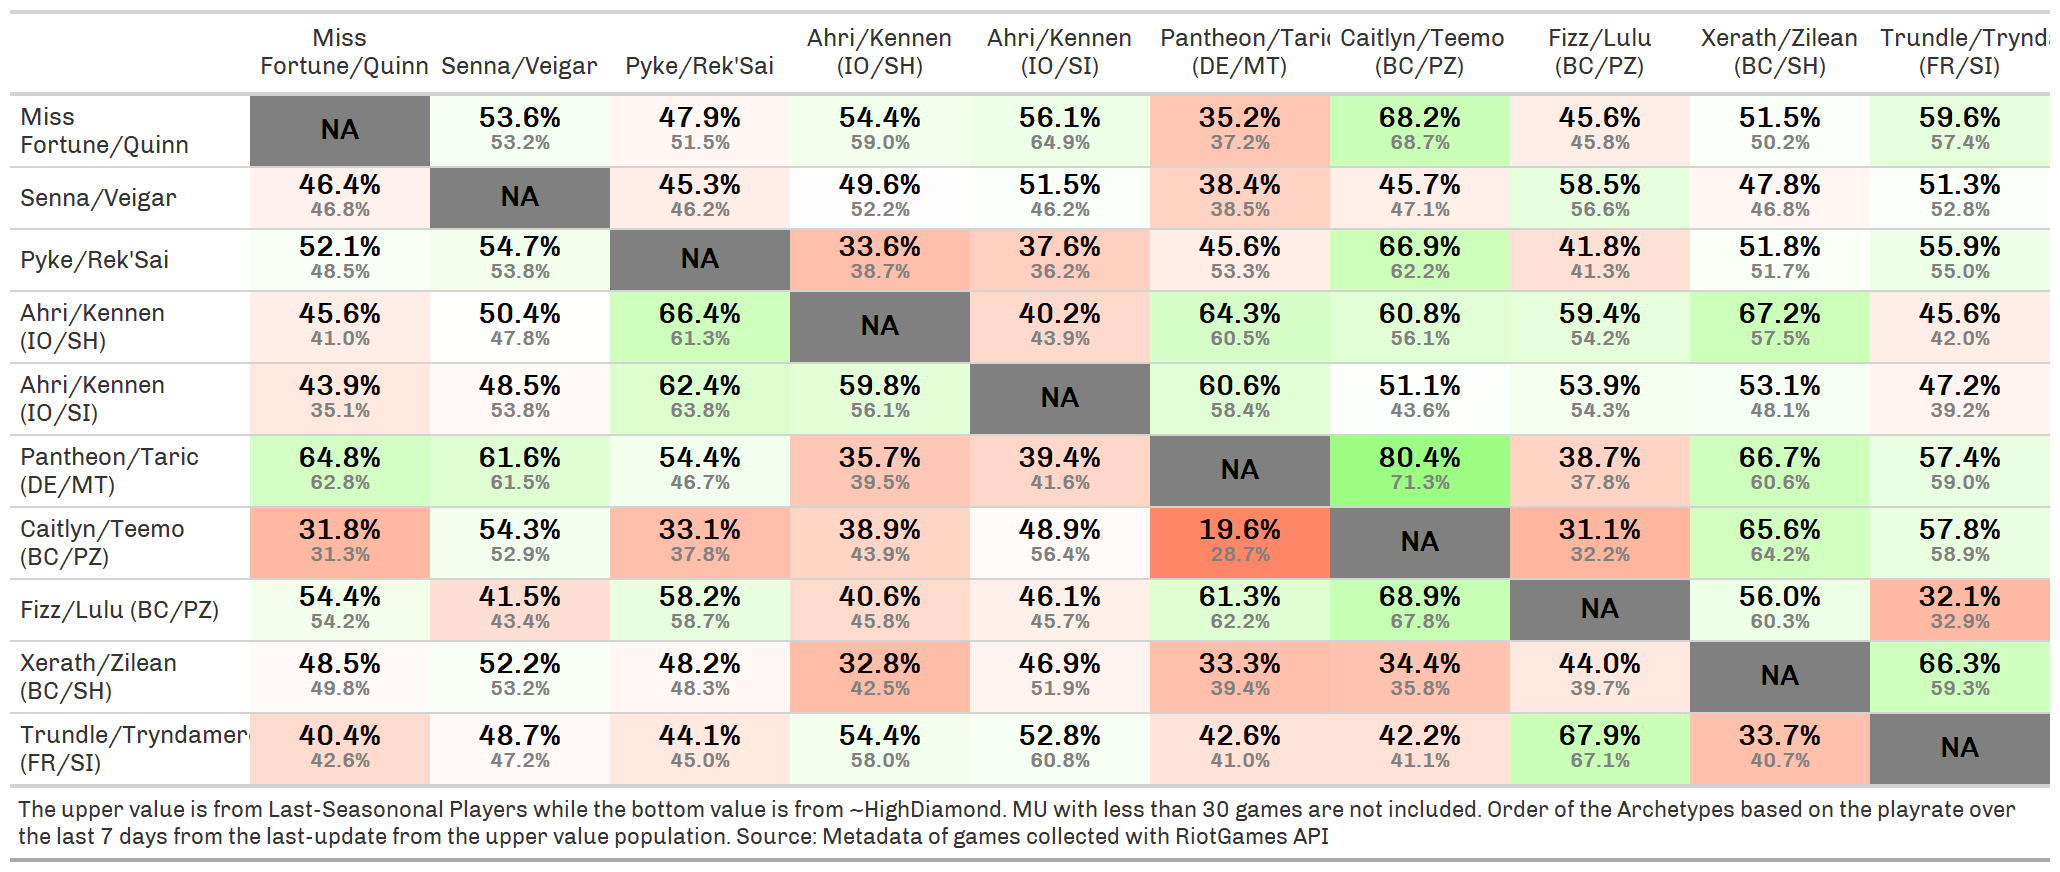 Miss Fortune/Quinn Senna/Veigar Pyke/Rek'Sai Ahri/Kennen (IO/SH) Ahri/Kennen (IO/SI) Pantheon/Taric (DE/MT) Caitlyn/Teemo (BC/PZ) Fizz/Lulu (BC/PZ) Xerath/Zilean (BC/SH) Trundle/Trynda (FR/SI)
Miss Fortune/Quinn NA 53.6% 47.9% 54.4% 56.1% 35.2% 68.2% 45.6% 51.5% 59.6%
53.2% 51.5% 59.0% 64.9% 37.2% 68.7% 45.8% 50.2% 57.4%
Senna/Veigar 46.4% NA 45.3% 49.6% 51.5% 38.4% 45.7% 58.5% 47.8% 51.3%
46.8% 46.2% 52.2% 46.2% 38.5% 47.1% 56.6% 46.8% 52.8%
Pyke/Rek'Sai 52.1% 54.7% NA 33.6% 37.6% 45.6% 66.9% 41.8% 51.8% 55.9%
48.5% 53.8% 38.7% 36.2% 53.3% 62.2% 41.3% 51.7% 55.0%
Ahri/Kennen (IO/SH) 45.6% 50.4% 66.4% NA 40.2% 64.3% 60.8% 59.4% 67.2% 45.6%
41.0% 47.8% 61.3% 43.9% 60.5% 56.1% 54.2% 57.5% 42.0%
Ahri/Kennen (IO/SI) 43.9% 48.5% 62.4% 59.8% NA 60.6% 51.1% 53.9% 53.1% 47.2%
35.1% 53.8% 63.8% 56.1% 58.4% 43.6% 54.3% 48.1% 39.2%
Pantheon/Taric (DE/MT) 64.8% 61.6% 54.4% 35.7% 39.4% NA 80.4% 38.7% 66.7% 57.4%
62.8% 61.5% 46.7% 39.5% 41.6% 71.3% 37.8% 60.6% 59.0%
Caitlyn/Teemo (BC/PZ) 31.8% 54.3% 33.1% 38.9% 48.9% 19.6% NA 31.1% 65.6% 57.8%
31.3% 52.9% 37.8% 43.9% 56.4% 28.7% 32.2% 64.2% 58.9%
Fizz/Lulu (BC/PZ) 54.4% 41.5% 58.2% 40.6% 46.1% 61.3% 68.9% NA 56.0% 32.1%
54.2% 43.4% 58.7% 45.8% 45.7% 62.2% 67.8% 60.3% 32.9%
Xerath/Zilean (BC/SH) 48.5% 52.2% 48.2% 32.8% 46.9% 33.3% 34.4% 44.0% NA 66.3%
49.8% 53.2% 48.3% 42.5% 51.9% 39.4% 35.8% 39.7% 59.3%
Trundle/Tryndamer (FR/SI) 40.4% 48.7% 44.1% 54.4% 52.8% 42.6% 42.2% 67.9% 33.7% NA
42.6% 47.2% 45.0% 58.0% 60.8% 41.0% 41.1% 67.1% 40.7%
The upper value is from Last-Seasononal Players while the bottom value is from ~HighDiamond. MU with less than 30 games are not included. Order of the Archetypes based on the playrate over
the last 7 days from the last-update from the upper value population. Source: Metadata of games collected with RiotGames API